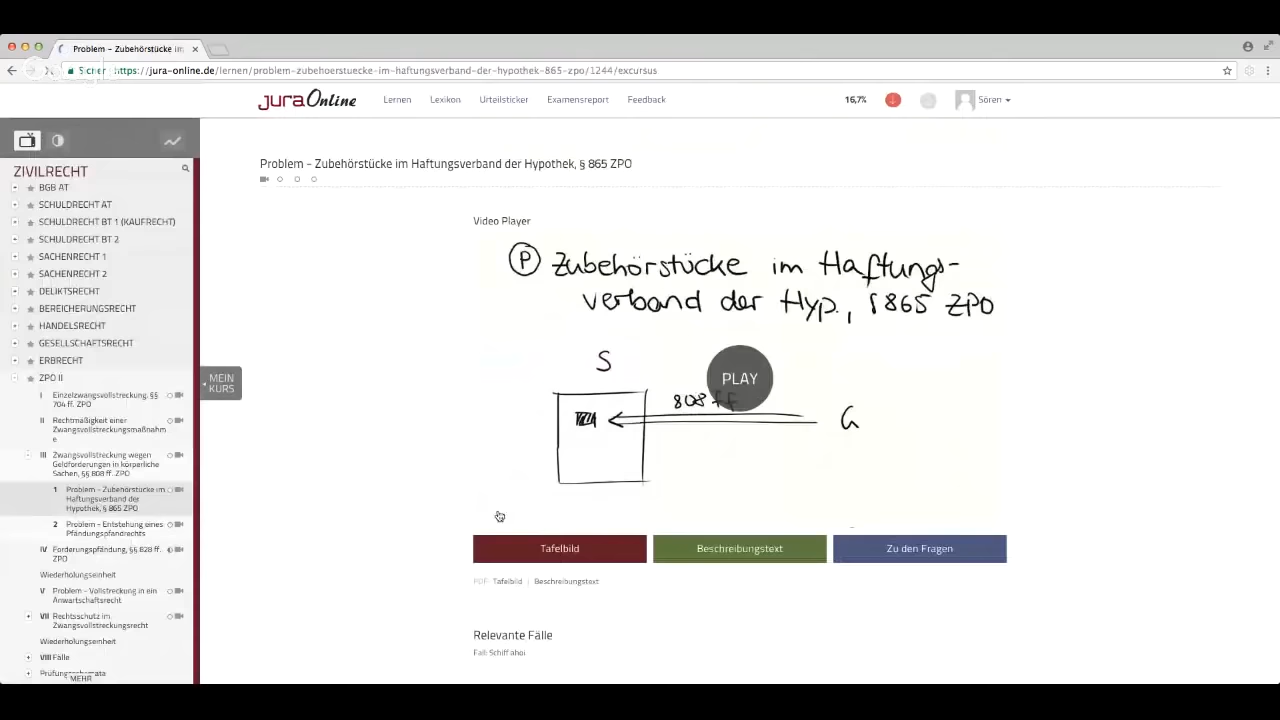 Problem - Zubehörstücke im
Sicher https://jura-online.de/lernen/problem-zubehoerstuecke-im-haftungsverband-der-hypothek-865-zpo/1244/excursus
juraOnline Lernen Lexikon Urteilsticker Examensreport Feedback 16,7% Sören
ZIVILRECHT
BGB AT
SCHULDRECHT AT
SCHULDRECHT BT 1 (KAUFRECHT)
SCHULDRECHT BT 2
SACHENRECHT 1
SACHENRECHT 2
DELIKTSRECHT
BEREICHERUNGSRECHT
HANDELSRECHT
GESELLSCHAFTSRECHT
ERBRECHT
ZPO II
I Einzelzwangsvollstreckung, §§
704 ff. ZPO
II Rechtmäßigkeit einer
Zwangsvollstreckungsmaßnahm
e
III Zwangsvollstreckung wegen
Geldforderungen in körperliche
Sachen, §§ 808 ff. ZPO
1 Problem - Zubehörstücke im
Haftungsverband der
Hypothek, § 865 ZPO
2 Problem - Entstehung eines
Pfändungspfandrechts
IV Forderungspfändung, §§ 828 ff.
ZPO
Wiederholungseinheit
V Problem - Vollstreckung in ein
Anwartschaftsrecht
VII Rechtsschutz im
Zwangsvollstreckungsrecht
Wiederholungseinheit
VIII Fälle
Prüfungsschemata
MEHR
MEIN
KURS
Problem - Zubehörstücke im Haftungsverband der Hypothek, § 865 ZPO
Video Player
P Zubehörstücke im Haftungs-
verband der Hyp., § 865 ZPO
S
PLAY
808 ff
G
Tafelbild Beschreibungstext Zu den Fragen
PDF: Tafelbild | Beschreibungstext
Relevante Fälle
Fall: Schiff ahoi